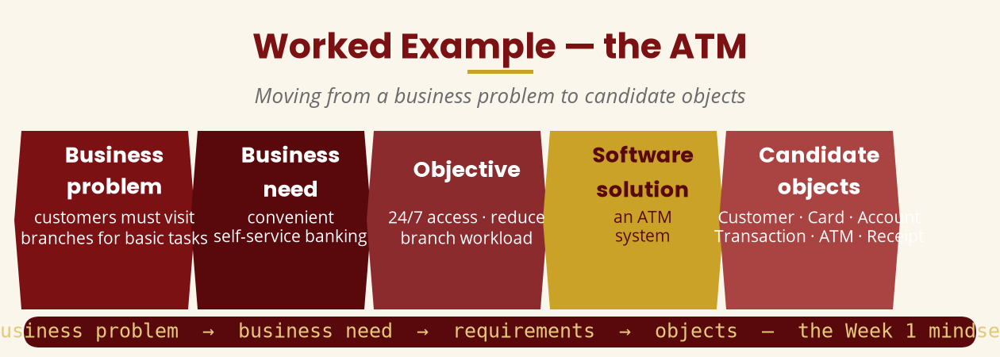 Worked Example — the ATM
Moving from a business problem to candidate objects
Business
problem
customers must visit
branches for basic tasks
Business
need
convenient
self-service banking
Objective
24/7 access · reduce
branch workload
Software
solution
an ATM
system
Candidate
objects
Customer · Card · Account
Transaction · ATM · Receipt
usiness problem → business need → requirements → objects — the Week 1 mindse